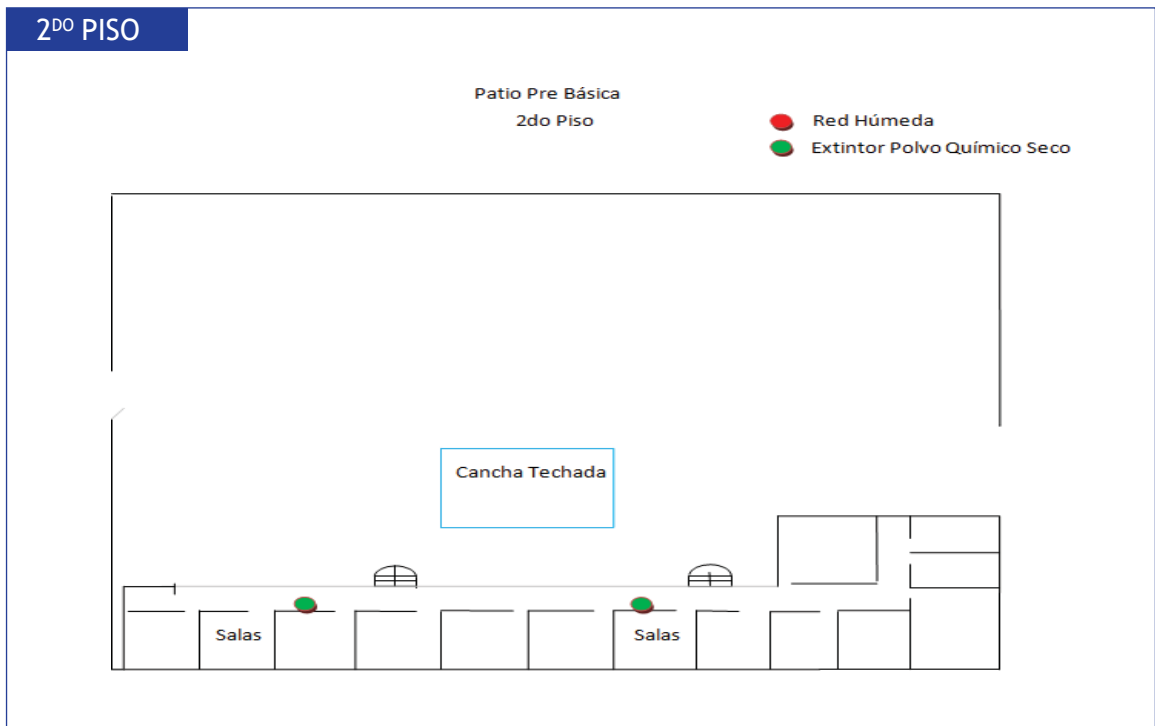 2DO PISO
Patio Pre Básica
2do Piso
Red Húmeda
Extintor Polvo Químico Seco
Cancha Techada
Salas
Salas